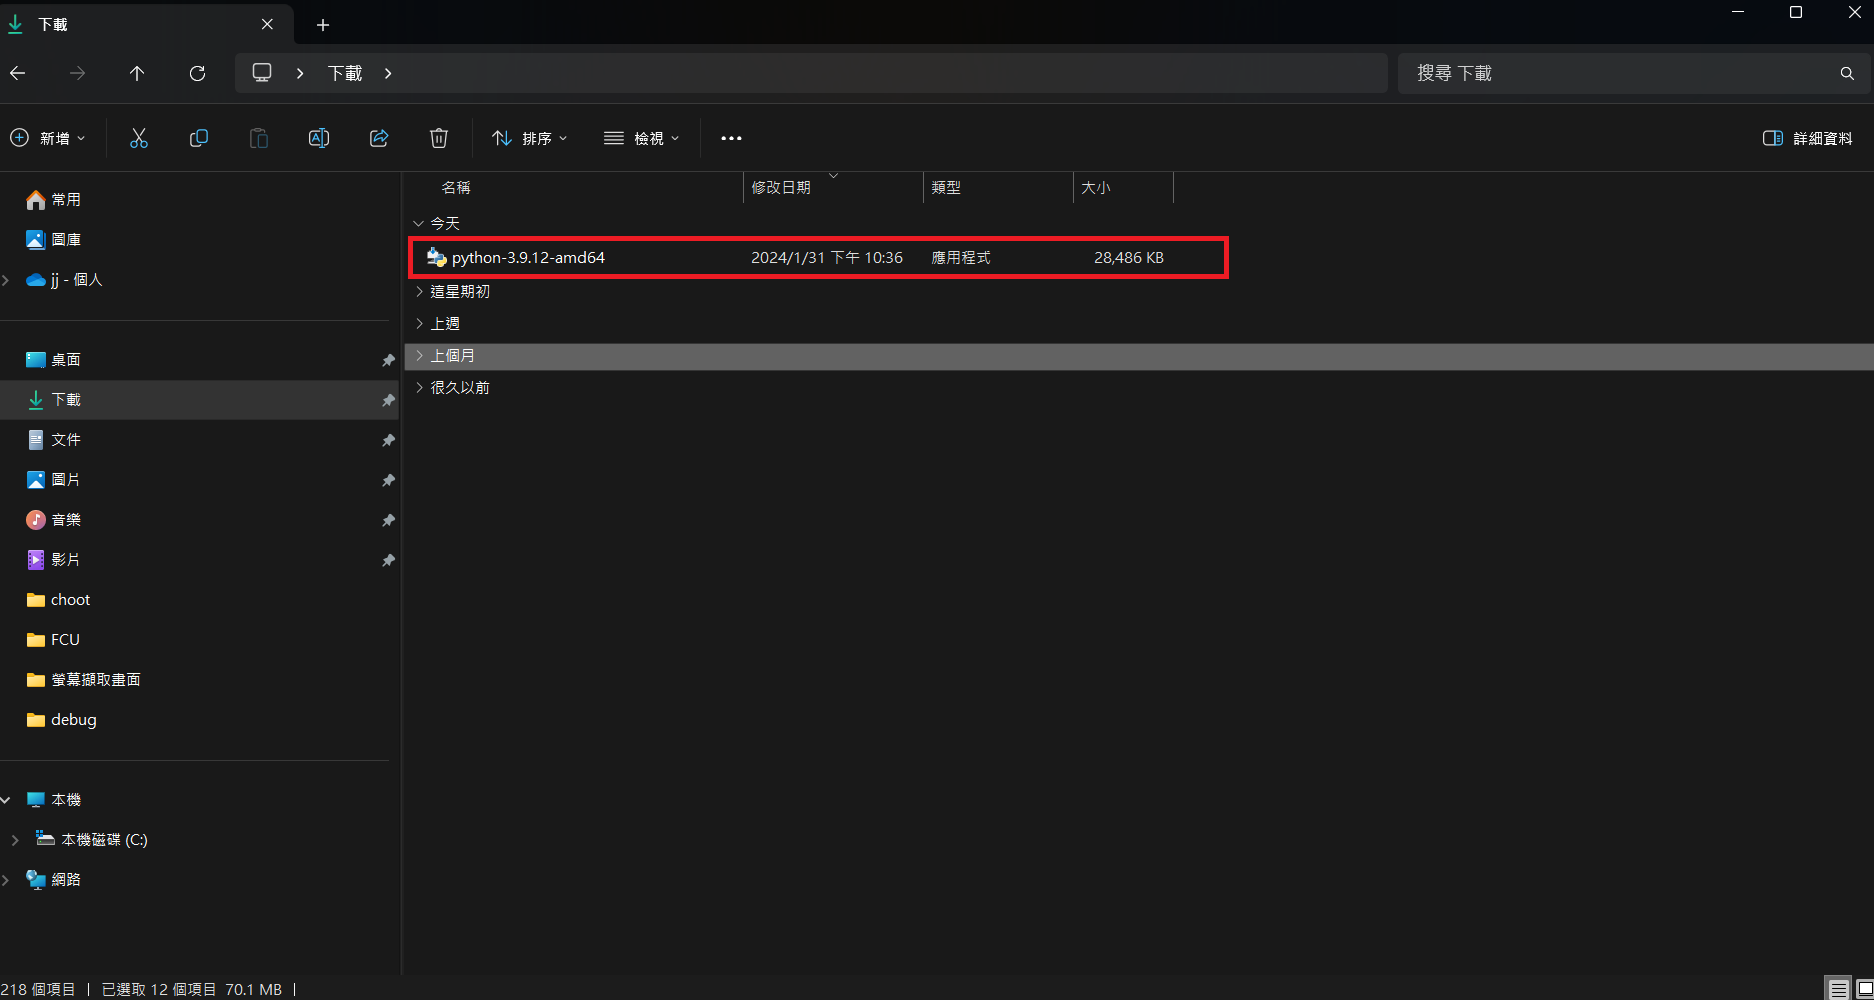 下載
下載
搜尋 下載
新增
排序
檢視
詳細資料
常用
圖庫
jj - 個人
桌面
下載
文件
圖片
音樂
影片
choot
FCU
螢幕擷取畫面
debug
本機
本機磁碟 (C:)
網路
名稱 修改日期 類型 大小
今天
python-3.9.12-amd64 2024/1/31 下午 10:36 應用程式 28,486 KB
這星期初
上週
上個月
很久以前
218 個項目 已選取 12 個項目 70.1 MB